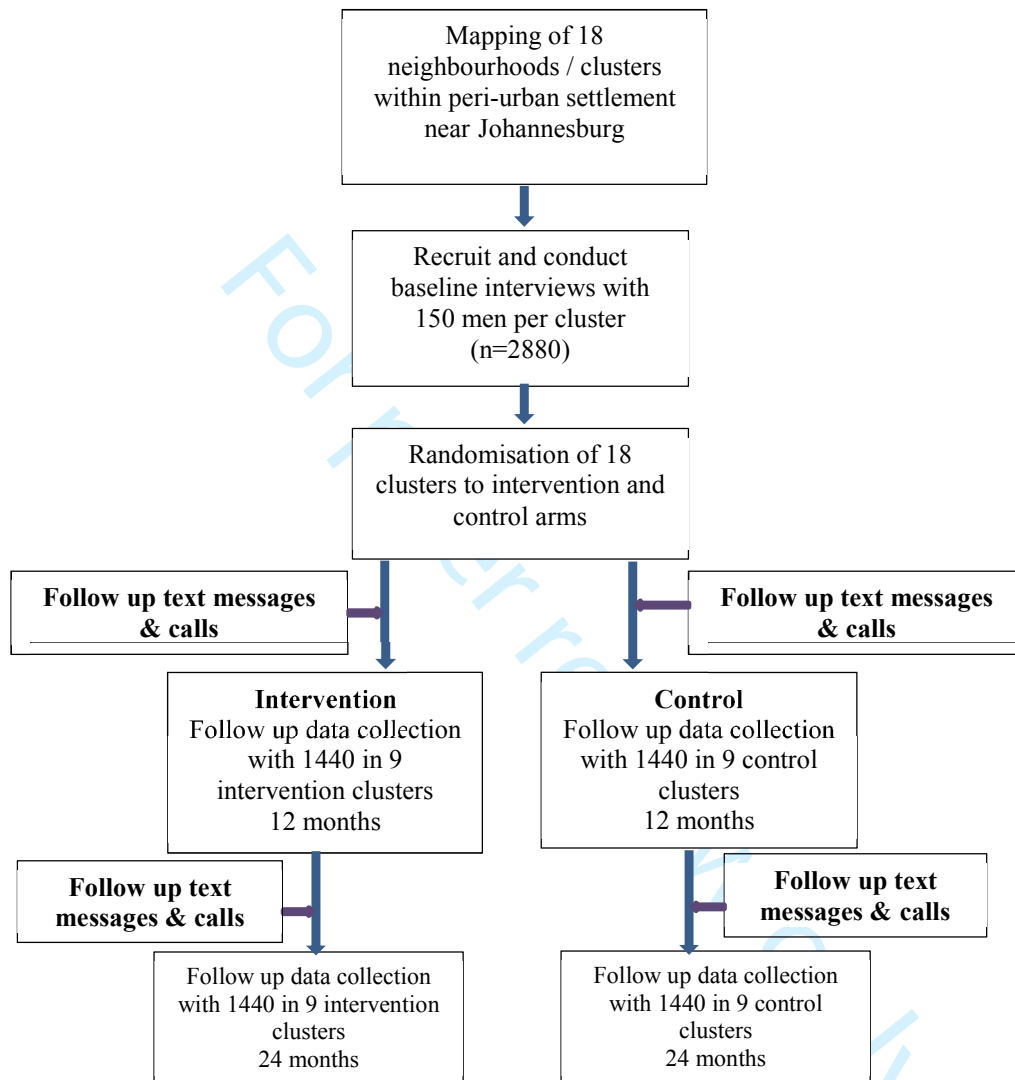 Mapping of 18
neighbourhoods / clusters
within peri-urban settlement
near Johannesburg
Recruit and conduct
baseline interviews with
150 men per cluster
(n=2880)
Randomisation of 18
clusters to intervention and
control arms
Follow up text messages
& calls
Follow up text messages
& calls
Intervention
Follow up data collection
with 1440 in 9
intervention clusters
12 months
Control
Follow up data collection
with 1440 in 9 control
clusters
12 months
Follow up text
messages & calls
Follow up text
messages & calls
Follow up data collection
with 1440 in 9 intervention
clusters
24 months
Follow up data collection
with 1440 in 9 control
clusters
24 months
For